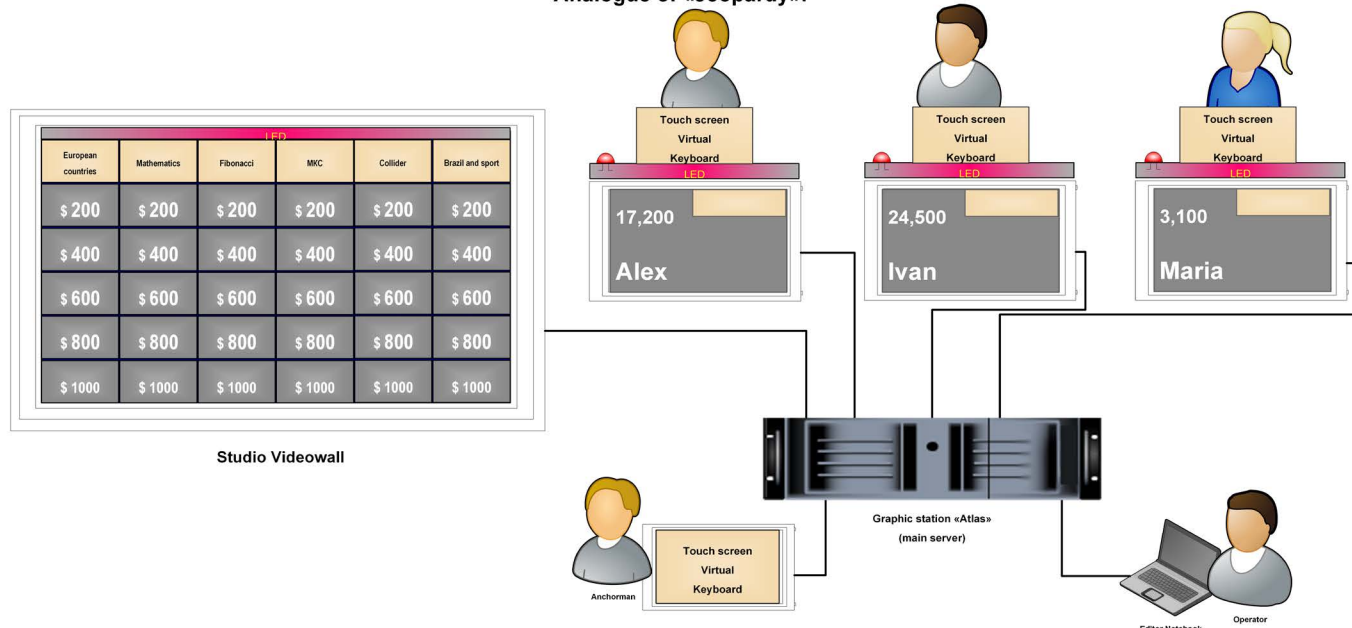 Analogue of «Jeopardy».
LED
European countries
Mathematics
Fibonacci
MKC
Collider
Brazil and sport
$ 200 $ 200 $ 200 $ 200 $ 200 $ 200
$ 400 $ 400 $ 400 $ 400 $ 400 $ 400
$ 600 $ 600 $ 600 $ 600 $ 600 $ 600
$ 800 $ 800 $ 800 $ 800 $ 800 $ 800
$ 1000 $ 1000 $ 1000 $ 1000 $ 1000 $ 1000
Studio Videowall
Touch screen
Virtual
Keyboard
LED
17,200
Alex
Touch screen
Virtual
Keyboard
LED
24,500
Ivan
Touch screen
Virtual
Keyboard
LED
3,100
Maria
Graphic station «Atlas»
(main server)
Touch screen
Virtual
Keyboard
Anchorman
Editor Notebook
Operator